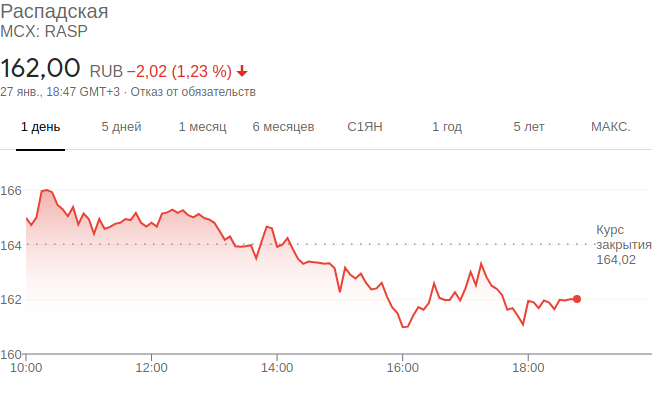 Распадская
MCX: RASP
162,00 RUB −2,02 (1,23 %)
27 янв., 18:47 GMT+3 · Отказ от обязательств
1 день 5 дней 1 месяц 6 месяцев С1ЯН 1 год 5 лет МАКС.
166
164
162
160
Курс
закрытия
164,02
10:00 12:00 14:00 16:00 18:00